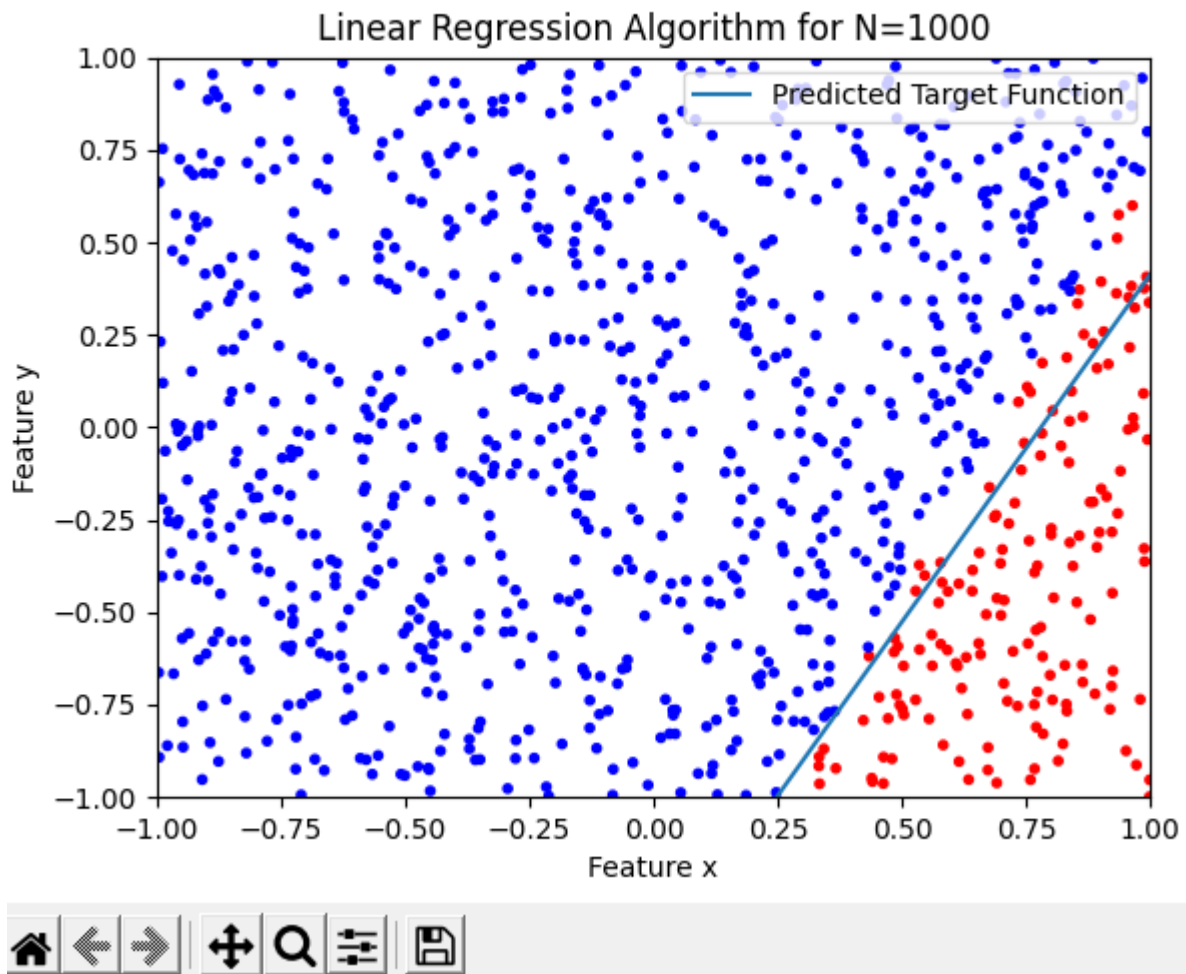 Linear Regression Algorithm for N=1000
Predicted Target Function
1.00
0.75
0.50
0.25
0.00
−0.25
−0.50
−0.75
−1.00
Feature y
−1.00 −0.75 −0.50 −0.25 0.00 0.25 0.50 0.75 1.00
Feature x